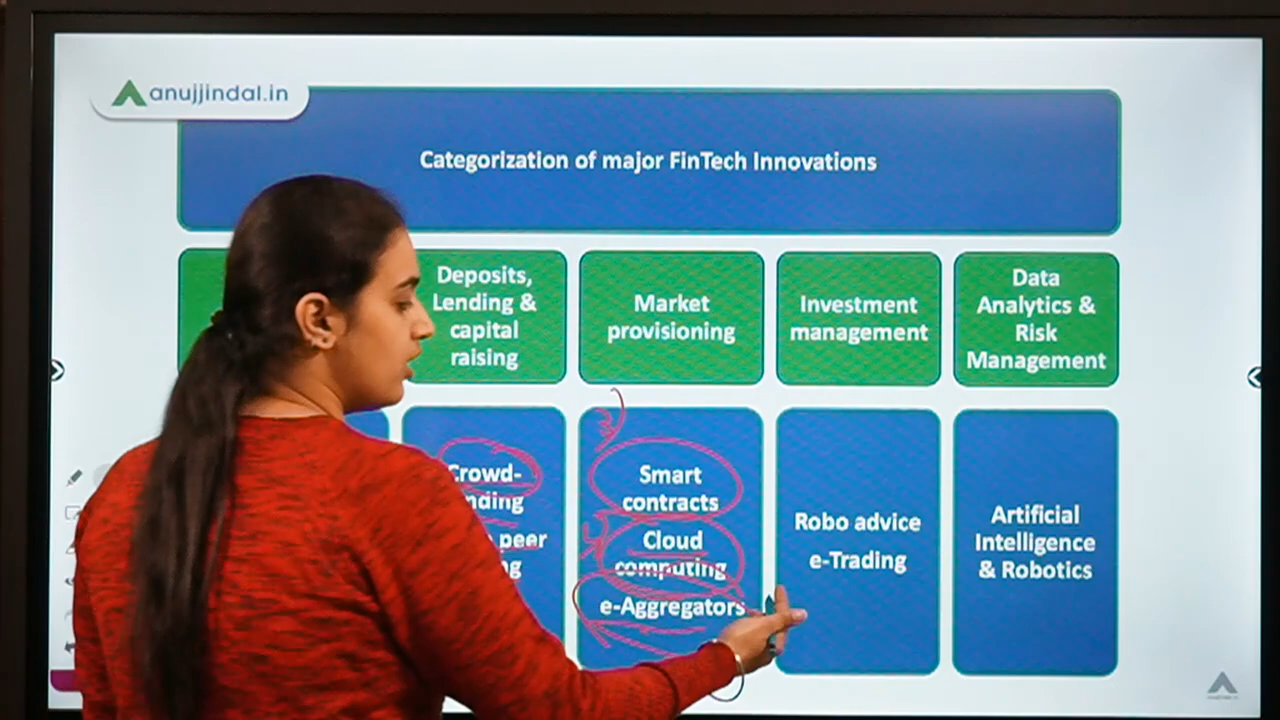 anujjindal.in
Categorization of major FinTech Innovations
Deposits,
Lending &
capital
raising
Market
provisioning
Investment
management
Data
Analytics &
Risk
Management
Crowd-
peer
Smart
contracts
Cloud
computing
e-Aggregators
Robo advice
e-Trading
Artificial
Intelligence
& Robotics